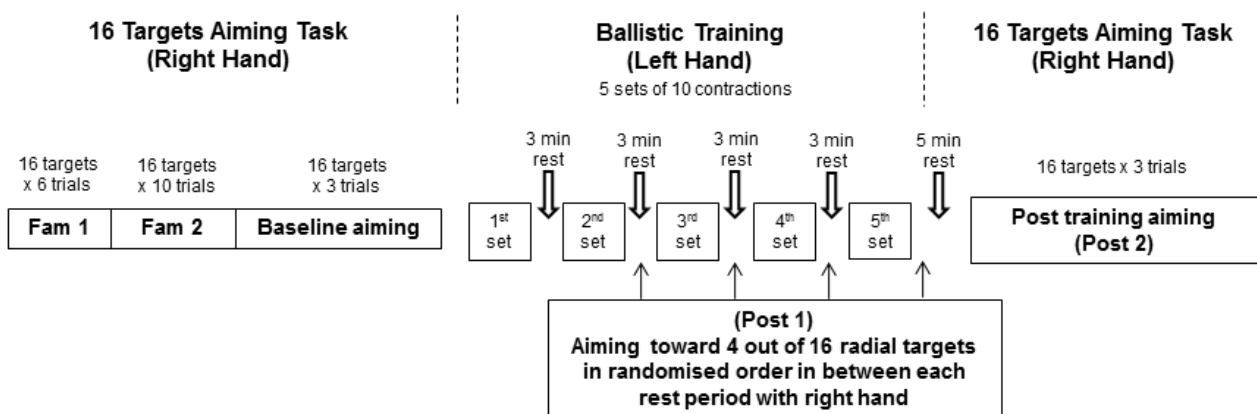 16 Targets Aiming Task
(Right Hand)
Ballistic Training
(Left Hand)
5 sets of 10 contractions
16 Targets Aiming Task
(Right Hand)
16 targets
x 6 trials
16 targets
x 10 trials
16 targets
x 3 trials
3 min
rest
3 min
rest
3 min
rest
3 min
rest
5 min
rest
16 targets x 3 trials
Fam 1
Fam 2
Baseline aiming
1st
set
2nd
set
3rd
set
4th
set
5th
set
Post training aiming
(Post 2)
(Post 1)
Aiming toward 4 out of 16 radial targets
in randomised order in between each
rest period with right hand